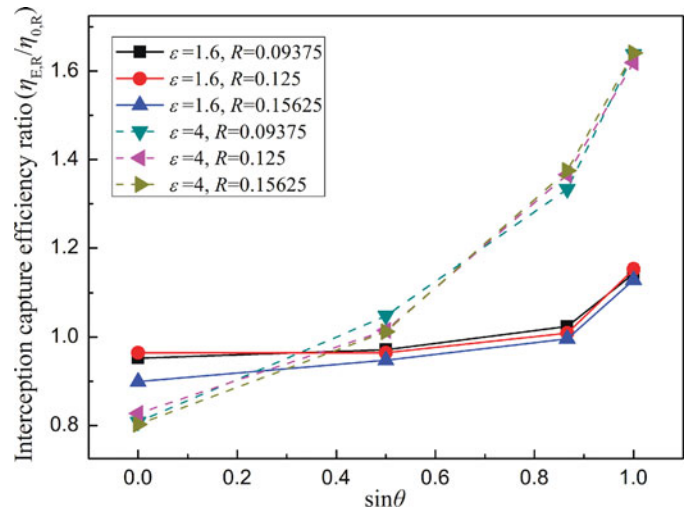 Interception capture efficiency ratio (η_E,R/η_0,R)
1.6
1.4
1.2
1.0
0.8
ε=1.6, R=0.09375
ε=1.6, R=0.125
ε=1.6, R=0.15625
ε=4, R=0.09375
ε=4, R=0.125
ε=4, R=0.15625
0.0 0.2 0.4 0.6 0.8 1.0
sinθ